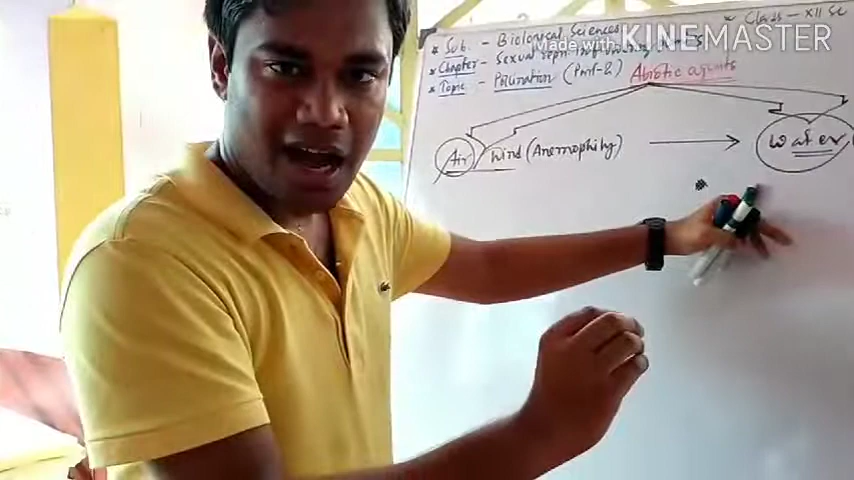 * Sub. - Biological Sciences * Class - XII Sc
Made with KINEMASTER
* Chapter - Sexual repn. in flowering
* Topic - Pollination (Part-2) Abiotic agents
Air / Wind (Anemophily) → Water